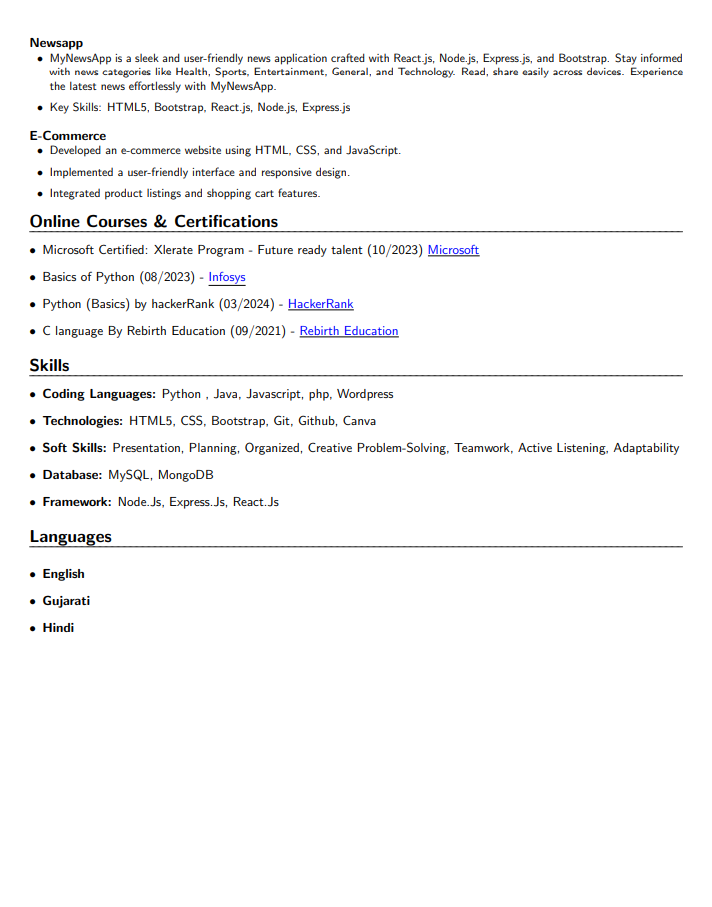 Newsapp
• MyNewsApp is a sleek and user-friendly news application crafted with React.js, Node.js, Express.js, and Bootstrap. Stay informed
with news categories like Health, Sports, Entertainment, General, and Technology. Read, share easily across devices. Experience
the latest news effortlessly with MyNewsApp.
• Key Skills: HTML5, Bootstrap, React.js, Node.js, Express.js
E-Commerce
• Developed an e-commerce website using HTML, CSS, and JavaScript.
• Implemented a user-friendly interface and responsive design.
• Integrated product listings and shopping cart features.
Online Courses & Certifications
• Microsoft Certified: Xlerate Program - Future ready talent (10/2023) Microsoft
• Basics of Python (08/2023) - Infosys
• Python (Basics) by hackerRank (03/2024) - HackerRank
• C language By Rebirth Education (09/2021) - Rebirth Education
Skills
• Coding Languages: Python , Java, Javascript, php, Wordpress
• Technologies: HTML5, CSS, Bootstrap, Git, Github, Canva
• Soft Skills: Presentation, Planning, Organized, Creative Problem-Solving, Teamwork, Active Listening, Adaptability
• Database: MySQL, MongoDB
• Framework: Node.Js, Express.Js, React.Js
Languages
• English
• Gujarati
• Hindi